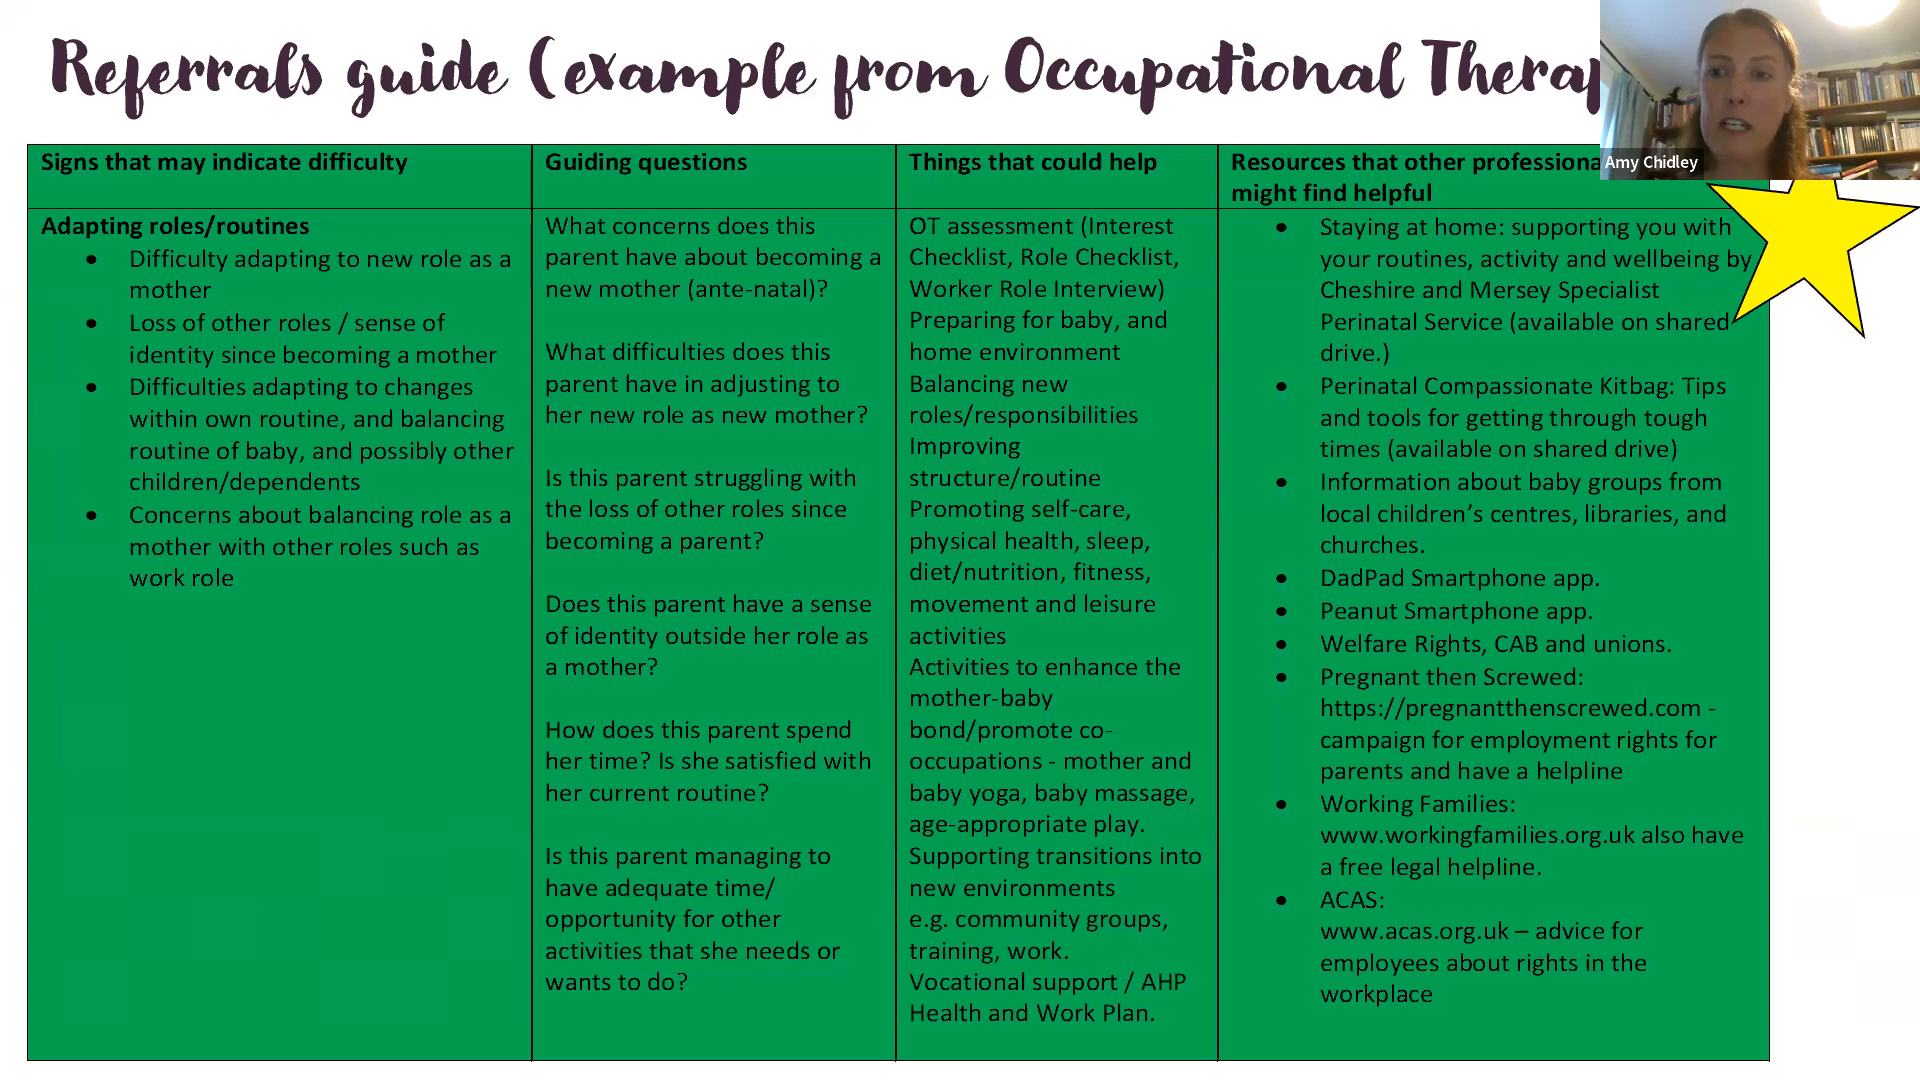 Referrals guide (example from Occupational Therap
Amy Chidley
Signs that may indicate difficulty
Guiding questions
Things that could help
Resources that other professiona
might find helpful
Adapting roles/routines
• Difficulty adapting to new role as a
mother
• Loss of other roles / sense of
identity since becoming a mother
• Difficulties adapting to changes
within own routine, and balancing
routine of baby, and possibly other
children/dependents
• Concerns about balancing role as a
mother with other roles such as
work role
What concerns does this
parent have about becoming a
new mother (ante-natal)?
What difficulties does this
parent have in adjusting to
her new role as new mother?
Is this parent struggling with
the loss of other roles since
becoming a parent?
Does this parent have a sense
of identity outside her role as
a mother?
How does this parent spend
her time? Is she satisfied with
her current routine?
Is this parent managing to
have adequate time/
opportunity for other
activities that she needs or
wants to do?
OT assessment (Interest
Checklist, Role Checklist,
Worker Role Interview)
Preparing for baby, and
home environment
Balancing new
roles/responsibilities
Improving
structure/routine
Promoting self-care,
physical health, sleep,
diet/nutrition, fitness,
movement and leisure
activities
Activities to enhance the
mother-baby
bond/promote co-
occupations - mother and
baby yoga, baby massage,
age-appropriate play.
Supporting transitions into
new environments
e.g. community groups,
training, work.
Vocational support / AHP
Health and Work Plan.
• Staying at home: supporting you with
your routines, activity and wellbeing by
Cheshire and Mersey Specialist
Perinatal Service (available on shared
drive.)
• Perinatal Compassionate Kitbag: Tips
and tools for getting through tough
times (available on shared drive)
• Information about baby groups from
local children’s centres, libraries, and
churches.
• DadPad Smartphone app.
• Peanut Smartphone app.
• Welfare Rights, CAB and unions.
• Pregnant then Screwed:
https://pregnantthenscrewed.com -
campaign for employment rights for
parents and have a helpline
• Working Families:
www.workingfamilies.org.uk also have
a free legal helpline.
• ACAS:
www.acas.org.uk – advice for
employees about rights in the
workplace